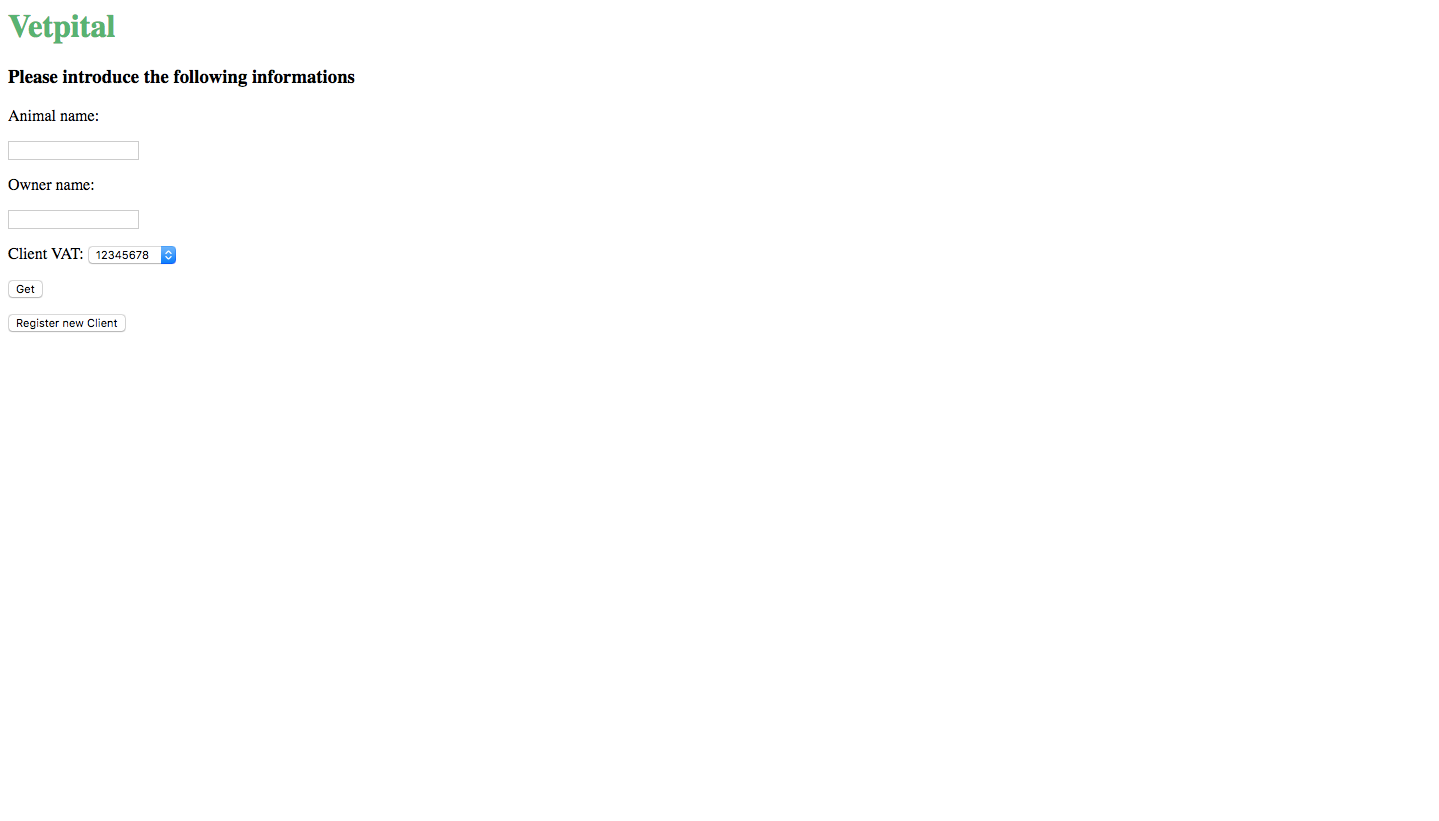 Vetpital
Please introduce the following informations
Animal name:
Owner name:
Client VAT: 12345678
Get
Register new Client